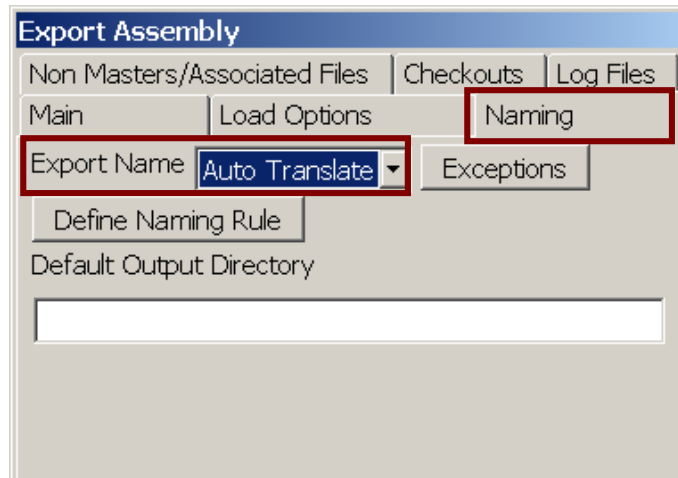 Export Assembly
Non Masters/Associated Files Checkouts Log Files
Main Load Options Naming
Export Name Auto Translate Exceptions
Define Naming Rule
Default Output Directory